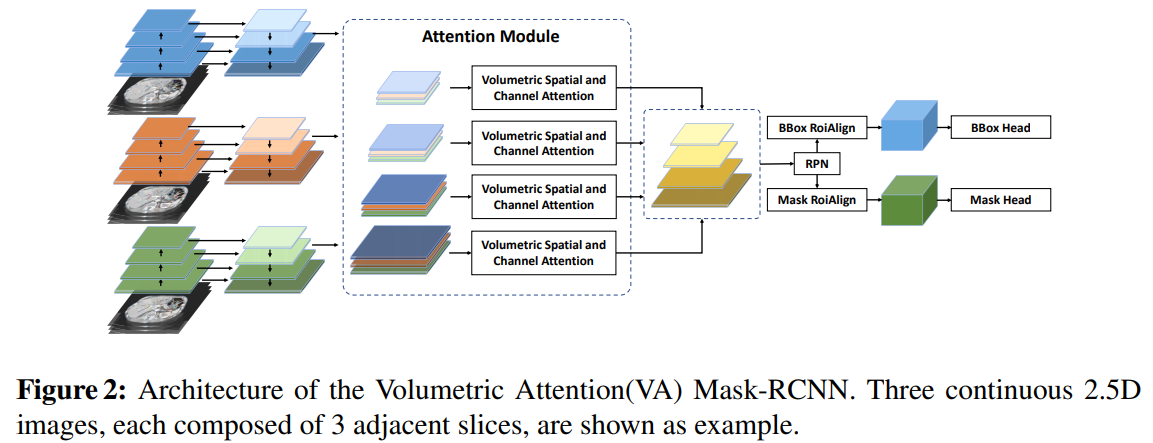 Attention Module
Volumetric Spatial and
Channel Attention
Volumetric Spatial and
Channel Attention
Volumetric Spatial and
Channel Attention
Volumetric Spatial and
Channel Attention
BBox RoiAlign
BBox Head
RPN
Mask RoiAlign
Mask Head
Figure 2: Architecture of the Volumetric Attention(VA) Mask-RCNN. Three continuous 2.5D
images, each composed of 3 adjacent slices, are shown as example.